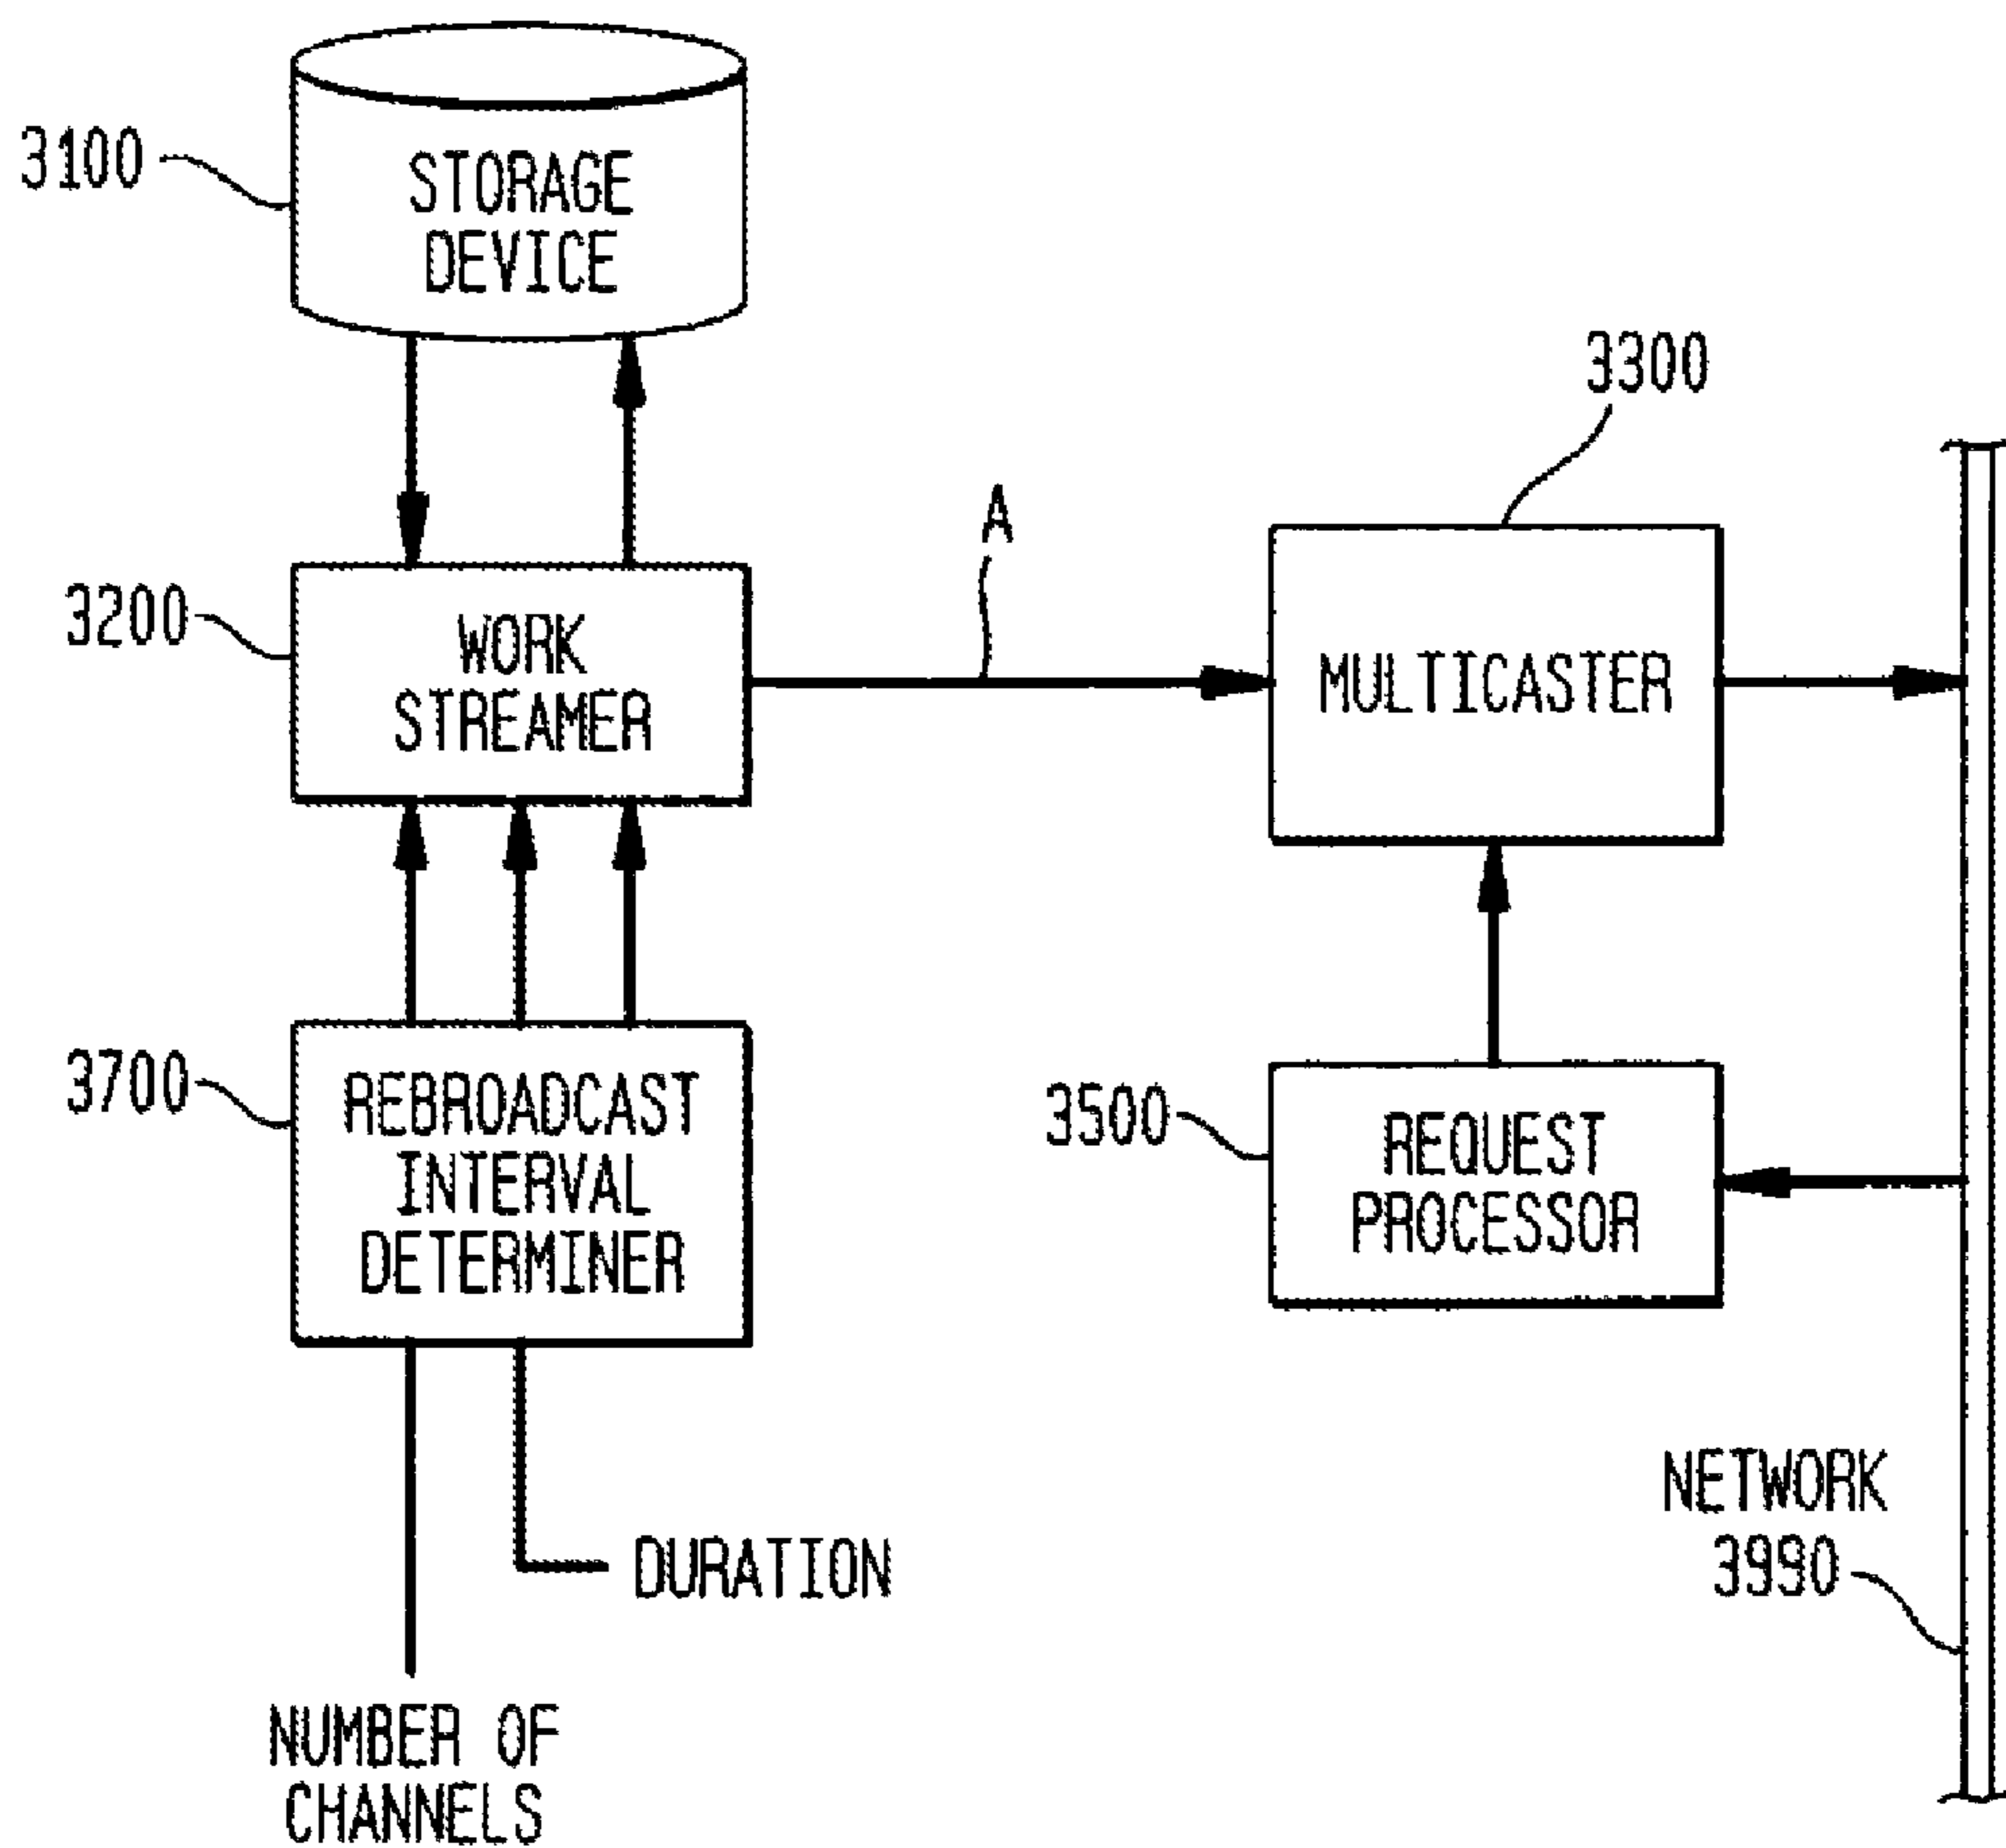 3100
STORAGE
DEVICE
3300
A
3200
WORK
STREAMER
MULTICASTER
3700
REBROADCAST
INTERVAL
DETERMINER
3500
REQUEST
PROCESSOR
NETWORK
3990
DURATION
NUMBER OF
CHANNELS